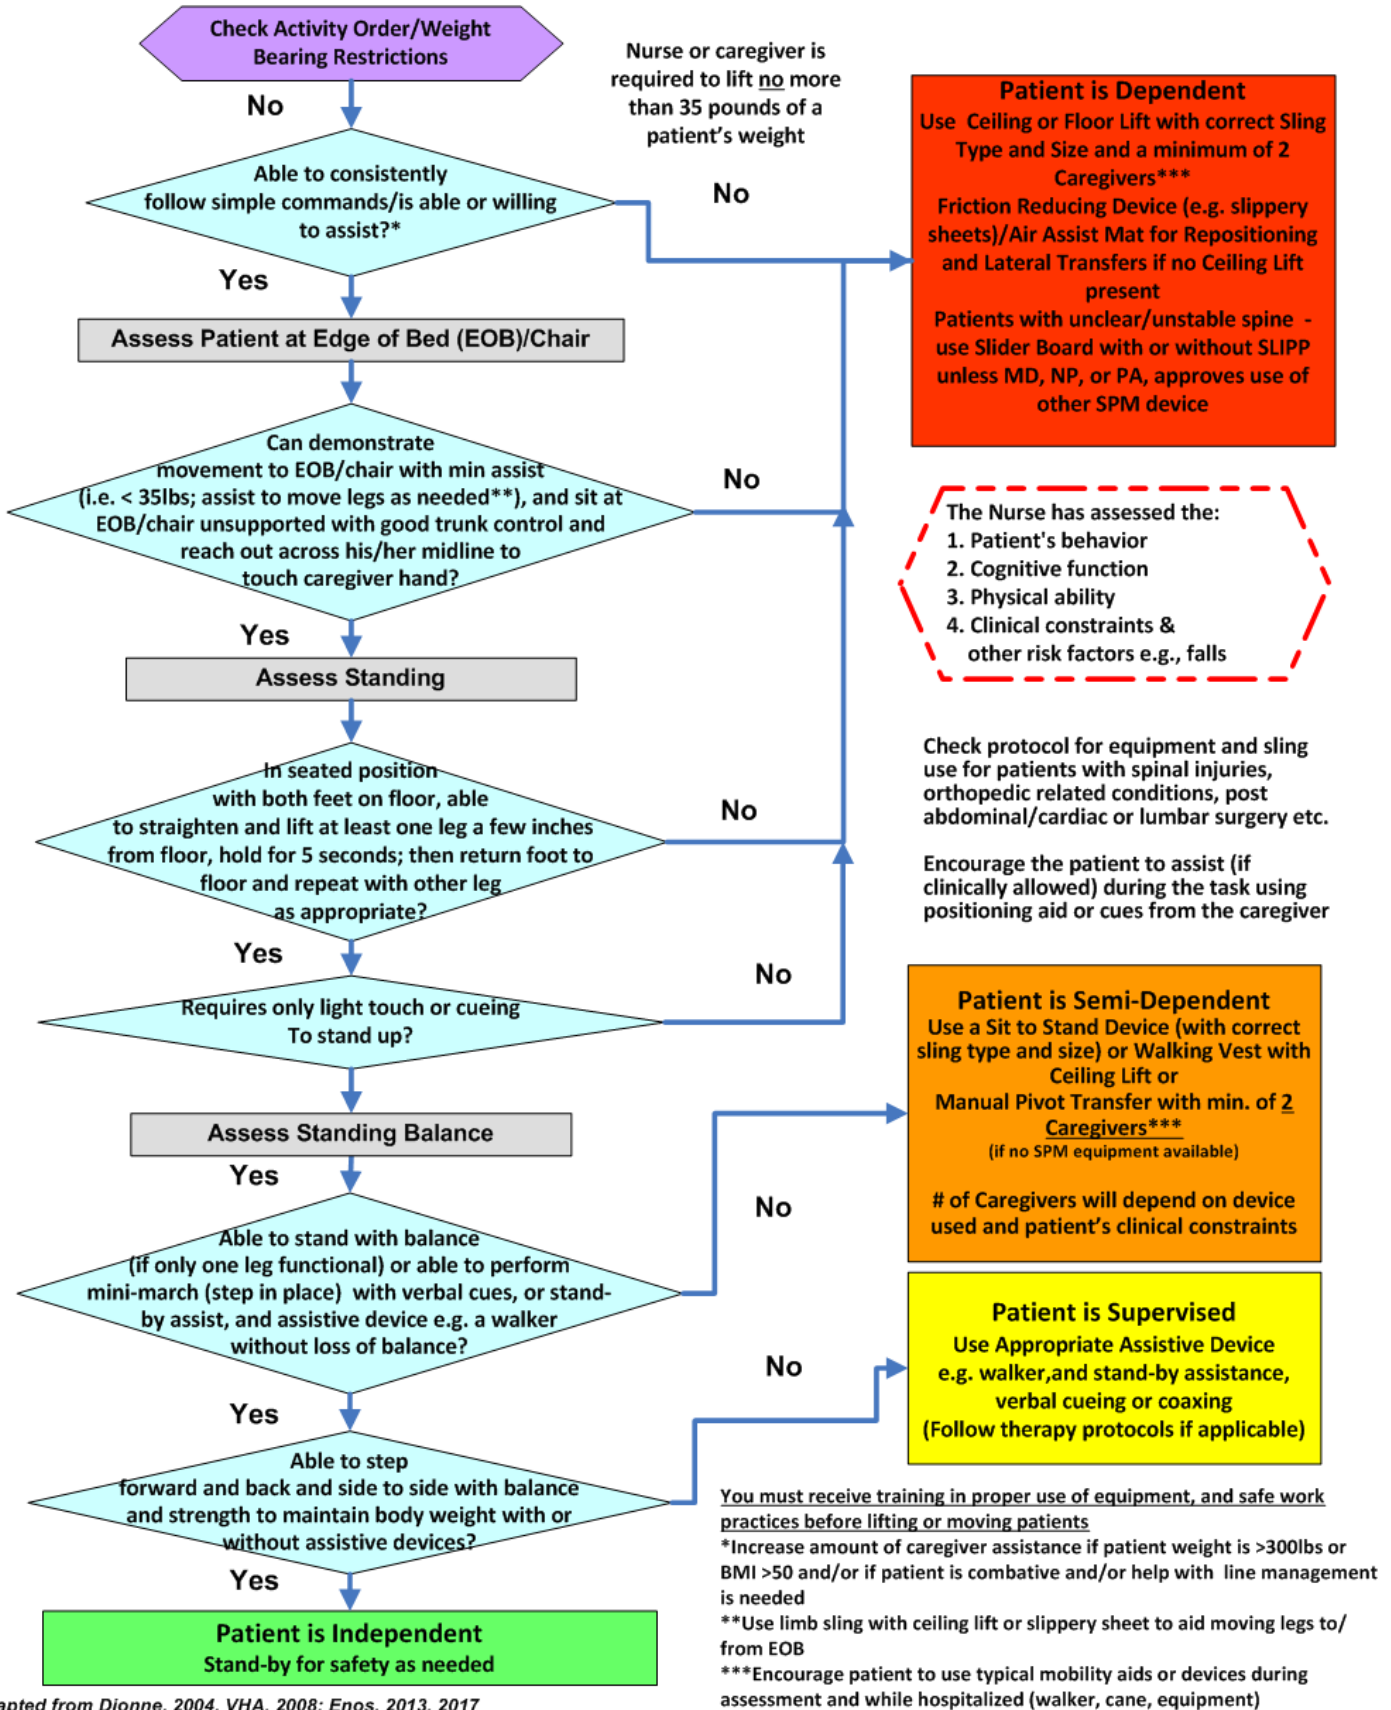 Check Activity Order/Weight
Bearing Restrictions
No
Nurse or caregiver is
required to lift no more
than 35 pounds of a
patient's weight
Able to consistently
follow simple commands/is able or willing
to assist?*
No
Yes
Patient is Dependent
Use Ceiling or Floor Lift with correct Sling
Type and Size and a minimum of 2
Caregivers***
Friction Reducing Device (e.g. slippery
sheets)/Air Assist Mat for Repositioning
and Lateral Transfers if no Ceiling Lift
present
Patients with unclear/unstable spine -
use Slider Board with or without SLIPP
unless MD, NP, or PA, approves use of
other SPM device
Assess Patient at Edge of Bed (EOB)/Chair
Can demonstrate
movement to EOB/chair with min assist
(i.e. < 35lbs; assist to move legs as needed**), and sit at
EOB/chair unsupported with good trunk control and
reach out across his/her midline to
touch caregiver hand?
No
Yes
The Nurse has assessed the:
1. Patient's behavior
2. Cognitive function
3. Physical ability
4. Clinical constraints &
other risk factors e.g., falls
Assess Standing
In seated position
with both feet on floor, able
to straighten and lift at least one leg a few inches
from floor, hold for 5 seconds; then return foot to
floor and repeat with other leg
as appropriate?
No
Yes
Check protocol for equipment and sling
use for patients with spinal injuries,
orthopedic related conditions, post
abdominal/cardiac or lumbar surgery etc.
Encourage the patient to assist (if
clinically allowed) during the task using
positioning aid or cues from the caregiver
Requires only light touch or cueing
To stand up?
No
Assess Standing Balance
Yes
Patient is Semi-Dependent
Use a Sit to Stand Device (with correct
sling type and size) or Walking Vest with
Ceiling Lift or
Manual Pivot Transfer with min. of 2
Caregivers***
(if no SPM equipment available)
# of Caregivers will depend on device
used and patient's clinical constraints
Able to stand with balance
(if only one leg functional) or able to perform
mini-march (step in place) with verbal cues, or stand-
by assist, and assistive device e.g. a walker
without loss of balance?
No
Yes
Patient is Supervised
Use Appropriate Assistive Device
e.g. walker,and stand-by assistance,
verbal cueing or coaxing
(Follow therapy protocols if applicable)
Able to step
forward and back and side to side with balance
and strength to maintain body weight with or
without assistive devices?
No
Yes
Patient is Independent
Stand-by for safety as needed
You must receive training in proper use of equipment, and safe work
practices before lifting or moving patients
*Increase amount of caregiver assistance if patient weight is >300lbs or
BMI >50 and/or if patient is combative and/or help with line management
is needed
**Use limb sling with ceiling lift or slippery sheet to aid moving legs to/
from EOB
***Encourage patient to use typical mobility aids or devices during
assessment and while hospitalized (walker, cane, equipment)
apted from Dionne, 2004, VHA, 2008; Enos, 2013, 2017